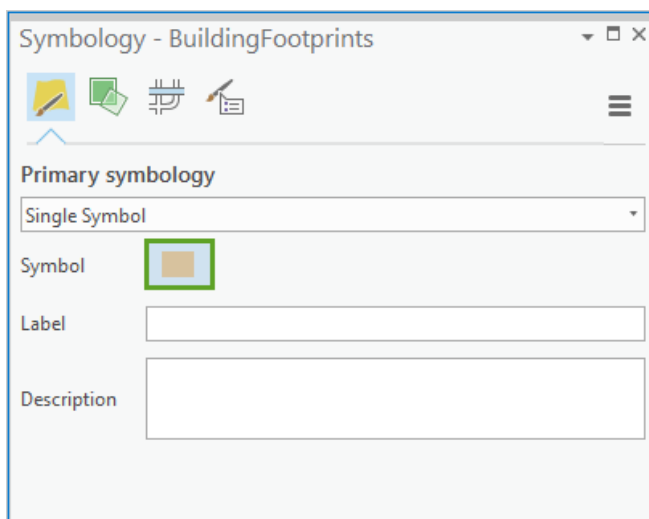 Symbology - BuildingFootprints
Primary symbology
Single Symbol
Symbol
Label
Description